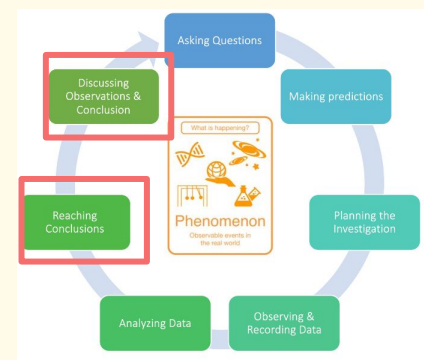 Asking Questions
Making predictions
Planning the
Investigation
Observing &
Recording Data
Analyzing Data
Reaching
Conclusions
Discussing
Observations &
Conclusion
What is happening?
Phenomenon
Observable events in
the real world